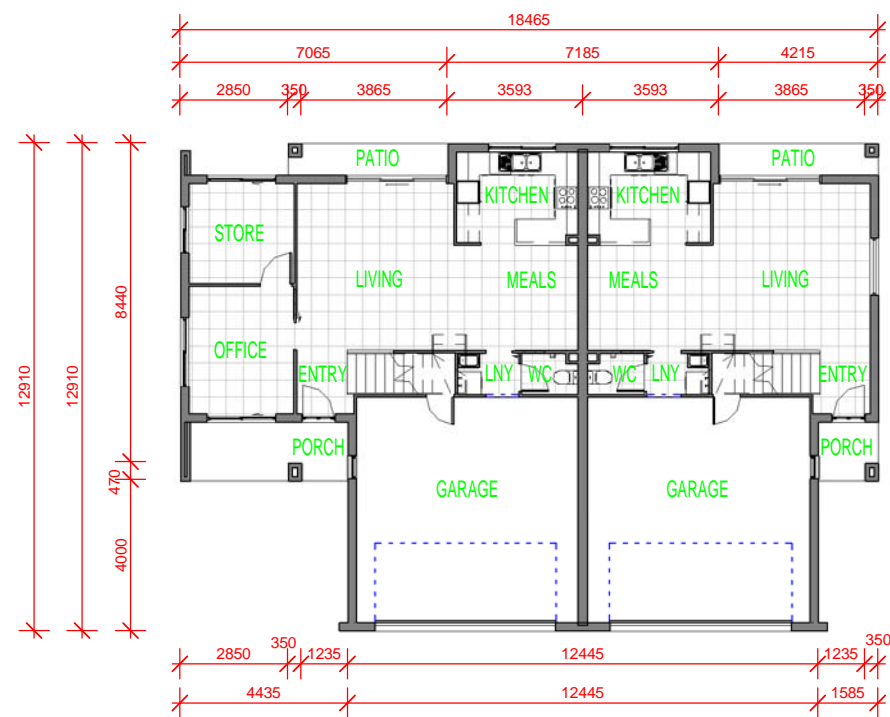 18465
7065 7185 4215
2850 350 3865 3593 3593 3865 350
PATIO PATIO
KITCHEN KITCHEN
STORE
LIVING MEALS MEALS LIVING
8440
OFFICE
ENTRY LNY WC WC LNY ENTRY
12910 12910
PORCH PORCH
470
GARAGE GARAGE
4000
350 350
2850 1235 12445 1235
4435 12445 1585